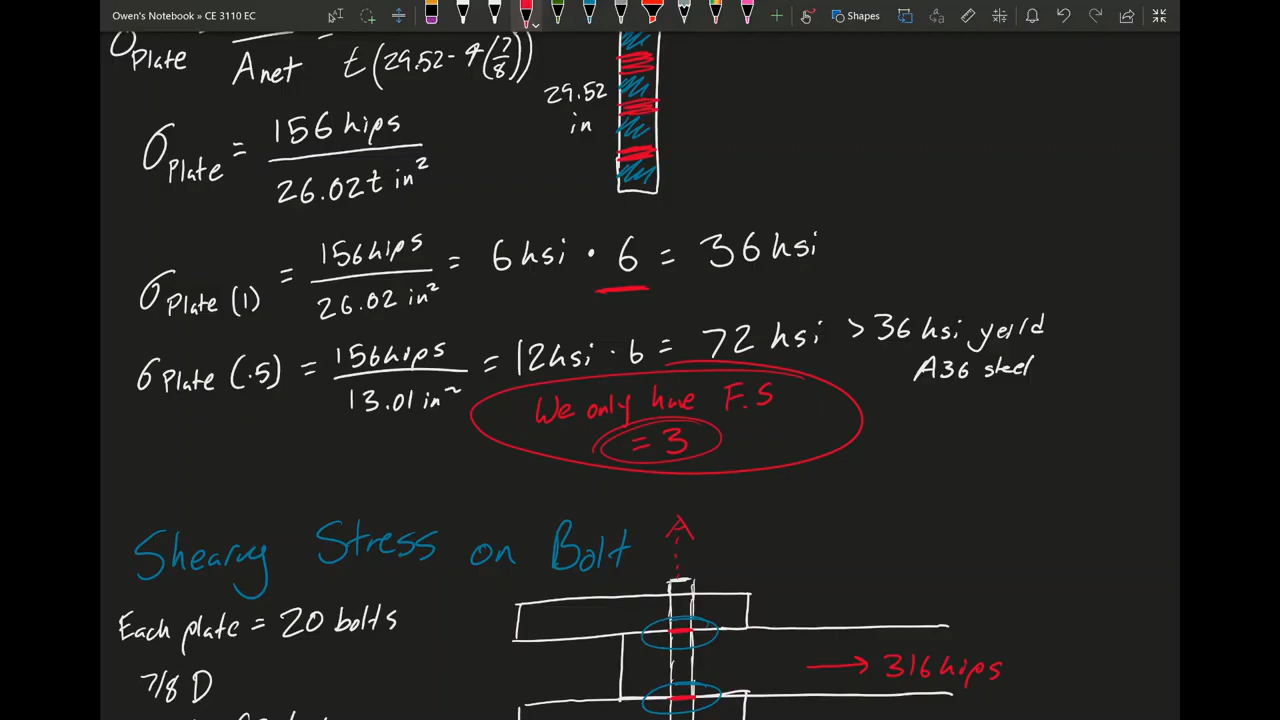 Owen's Notebook » CE 3110 EC
Shapes
σPlate = ― = 
Anet t(29.52 - 4(7/8))
29.52
in
σPlate = 156 kips / 26.02t in²
σPlate (1) = 156 kips / 26.02 in² = 6 ksi · 6 = 36 ksi
σPlate (.5) = 156 kips / 13.01 in² = 12 ksi · 6 = 72 ksi > 36 ksi yeild
A36 steel
We only have F.S
= 3
Shearing Stress on Bolt
A
Each plate = 20 bolts
7/8 D
→ 316 kips